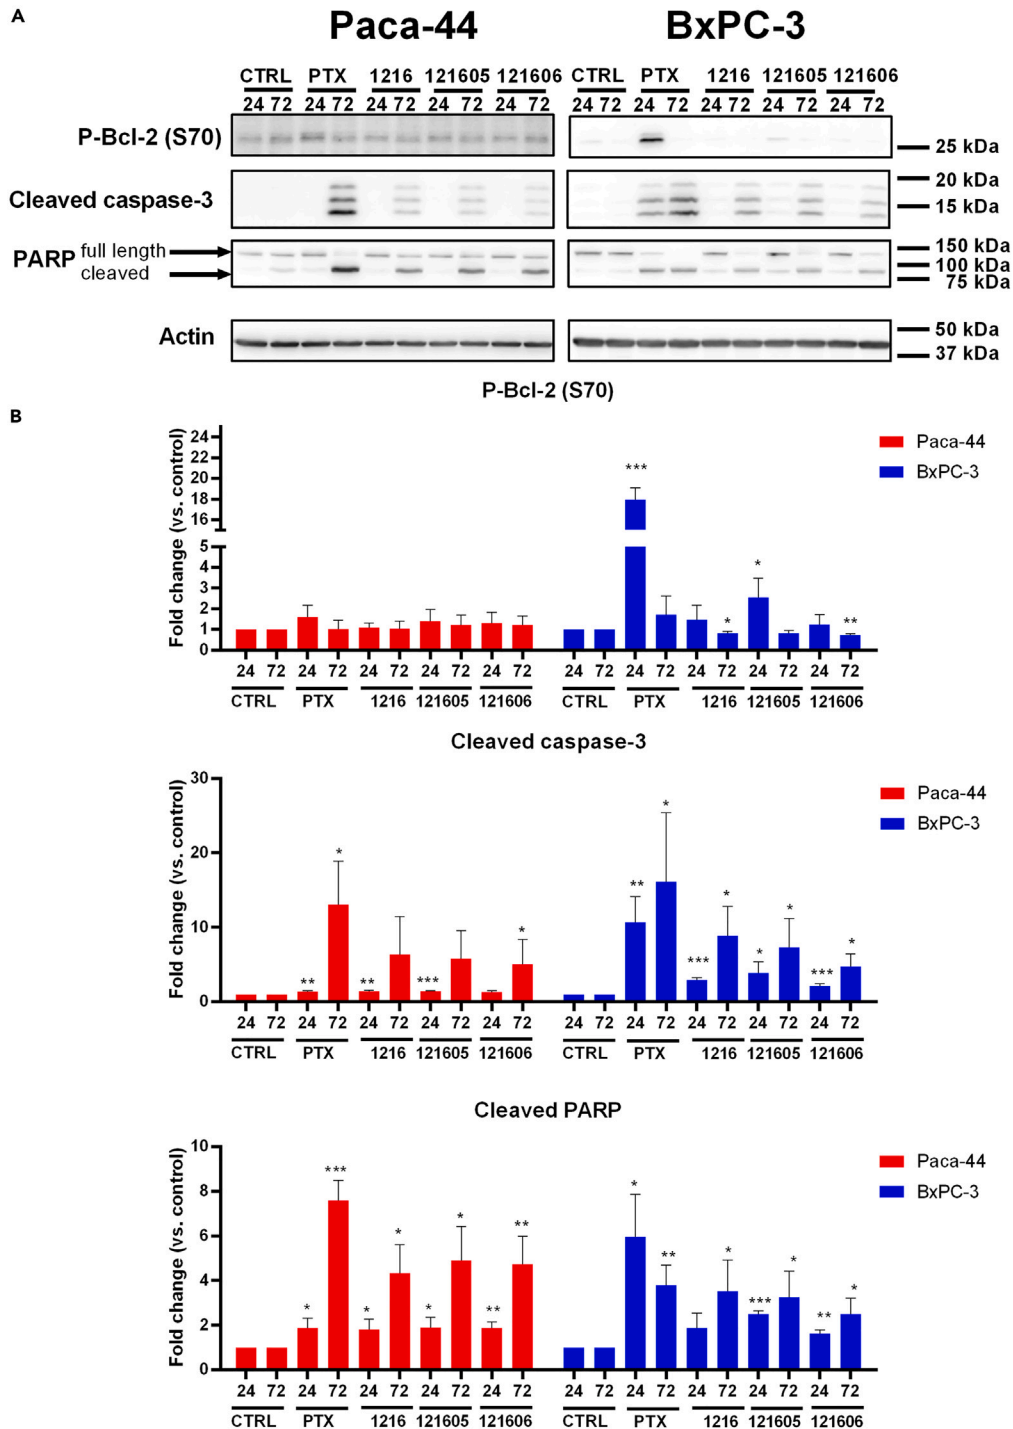 A
Paca-44 BxPC-3
CTRL PTX 1216 121605 121606 CTRL PTX 1216 121605 121606
24 72 24 72 24 72 24 72 24 72 24 72 24 72 24 72 24 72 24 72
P-Bcl-2 (S70)
25 kDa
Cleaved caspase-3
20 kDa
15 kDa
PARP full length
cleaved
150 kDa
100 kDa
75 kDa
Actin
50 kDa
37 kDa
B
P-Bcl-2 (S70)
Fold change (vs. control)
24
22
20
18
16
5
4
3
2
1
0
*** * * **
Paca-44
BxPC-3
24 72 24 72 24 72 24 72 24 72 24 72 24 72 24 72 24 72 24 72
CTRL PTX 1216 121605 121606 CTRL PTX 1216 121605 121606
Cleaved caspase-3
Fold change (vs. control)
30
20
10
0
** * ** *** * ** * *** * * * *** *
Paca-44
BxPC-3
24 72 24 72 24 72 24 72 24 72 24 72 24 72 24 72 24 72 24 72
CTRL PTX 1216 121605 121606 CTRL PTX 1216 121605 121606
Cleaved PARP
Fold change (vs. control)
10
8
6
4
2
0
* *** * * * * ** ** * ** * *** * ** *
Paca-44
BxPC-3
24 72 24 72 24 72 24 72 24 72 24 72 24 72 24 72 24 72 24 72
CTRL PTX 1216 121605 121606 CTRL PTX 1216 121605 121606